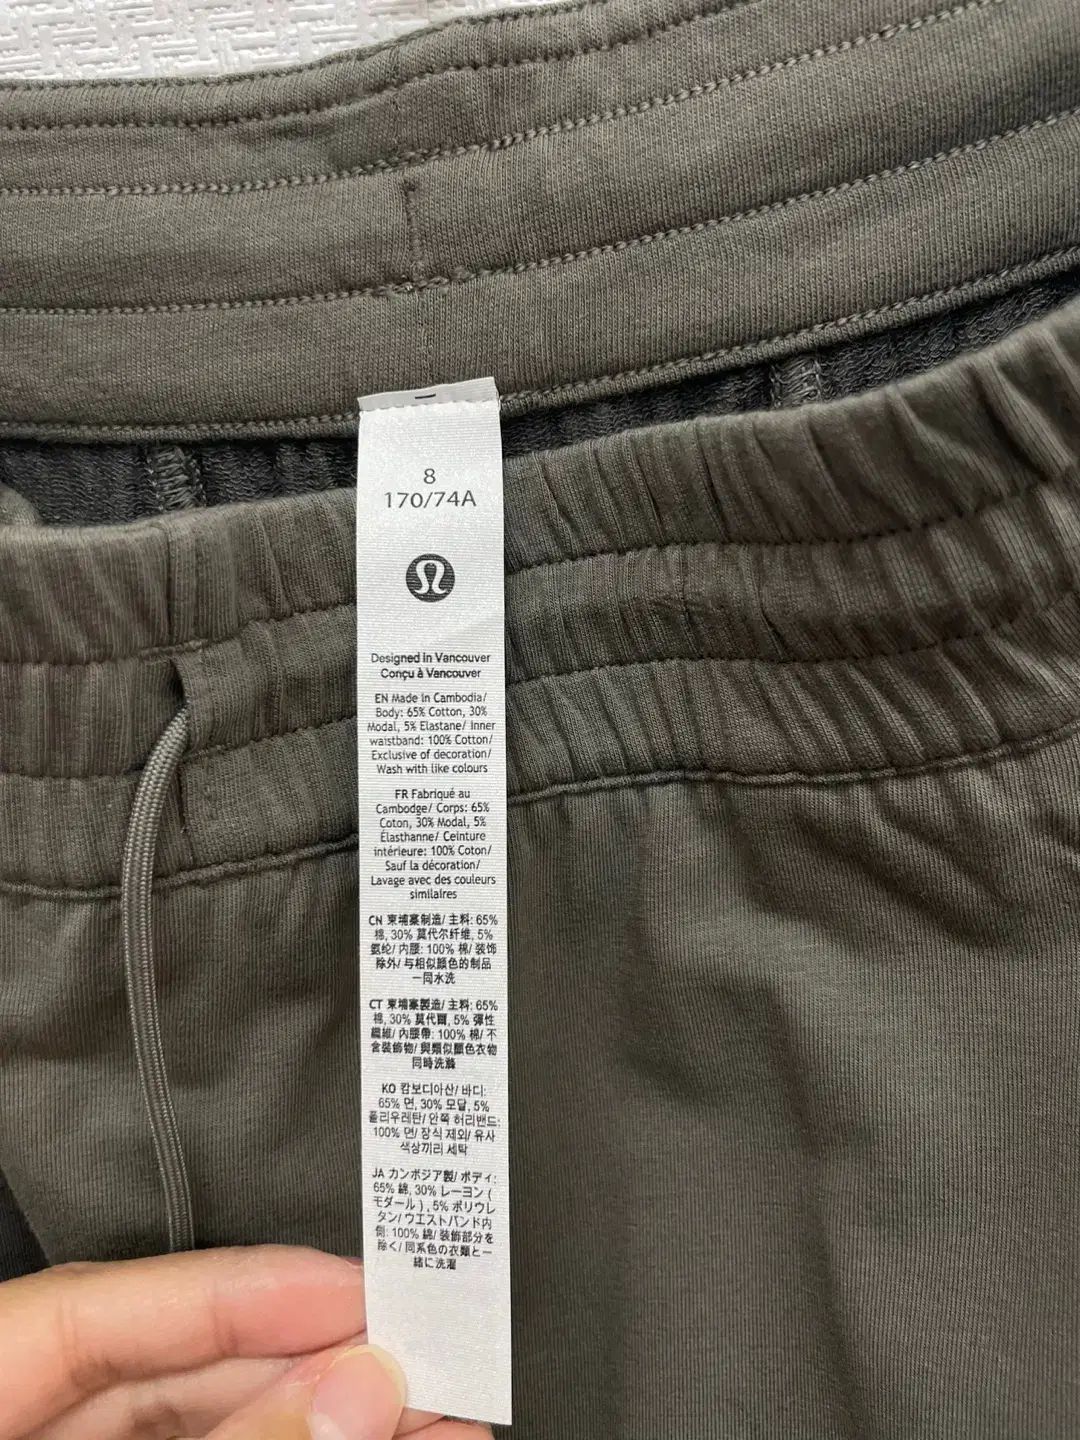 8
170/74A
Designed in Vancouver
Conçu à Vancouver
EN Made in Cambodia/
Body: 65% Cotton, 30%
Modal, 5% Elastane/ Inner
waistband: 100% Cotton/
Exclusive of decoration/
Wash with like colours
FR Fabriqué au
Cambodge/ Corps: 65%
Coton, 30% Modal, 5%
Élasthanne/ Ceinture
intérieure: 100% Coton/
Sauf la décoration/
Lavage avec des couleurs
similaires
CN 柬埔寨制造/ 主料: 65%
棉, 30% 莫代尔纤维, 5%
氨纶/ 内腰: 100% 棉/ 装饰
除外/ 与相似颜色的制品
一同水洗
CT 柬埔寨製造/ 主料: 65%
棉, 30% 莫代爾, 5% 彈性
纖維/ 內腰帶: 100% 棉/ 不
含裝飾物/ 與類似顏色衣物
同時洗滌
KO 캄보디아산/ 바디:
65% 면, 30% 모달, 5%
폴리우레탄/ 안쪽 허리밴드:
100% 면/ 장식 제외/ 유사
색상끼리 세탁
JA カンボジア製/ ボディ:
65% 綿, 30% レーヨン (
モダール) , 5% ポリウレ
タン/ ウエストバンド内
側: 100% 綿/ 装飾部分を
除く/ 同系色の衣類と一
緒に洗濯